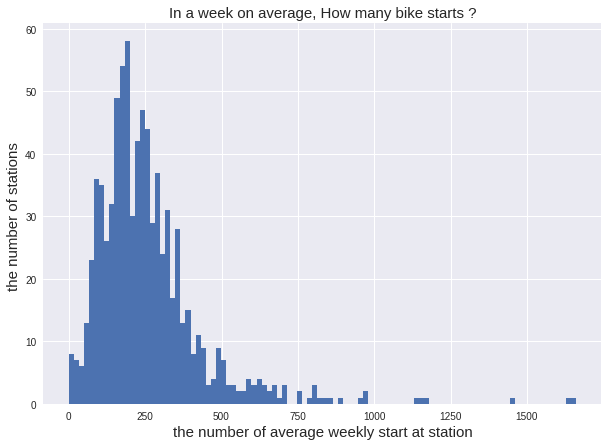 In a week on average, How many bike starts ?
60
50
40
30
20
10
0
the number of stations
0 250 500 750 1000 1250 1500
the number of average weekly start at station